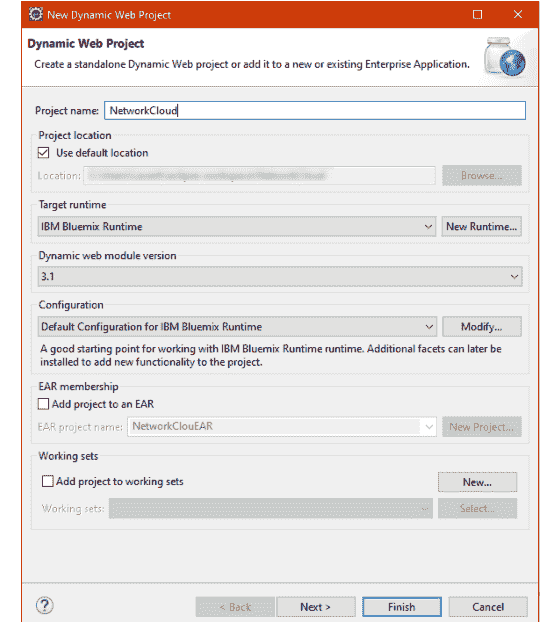 New Dynamic Web Project
Dynamic Web Project
Create a standalone Dynamic Web project or add it to a new or existing Enterprise Application.
Project name: NetworkCloud
Project location
Use default location
Location: Browse...
Target runtime
IBM Bluemix Runtime New Runtime...
Dynamic web module version
3.1
Configuration
Default Configuration for IBM Bluemix Runtime Modify...
A good starting point for working with IBM Bluemix Runtime runtime. Additional facets can later be
installed to add new functionality to the project.
EAR membership
Add project to an EAR
EAR project name: NetworkClouEAR New Project...
Working sets
Add project to working sets New...
Working sets: Select...
? < Back Next > Finish Cancel